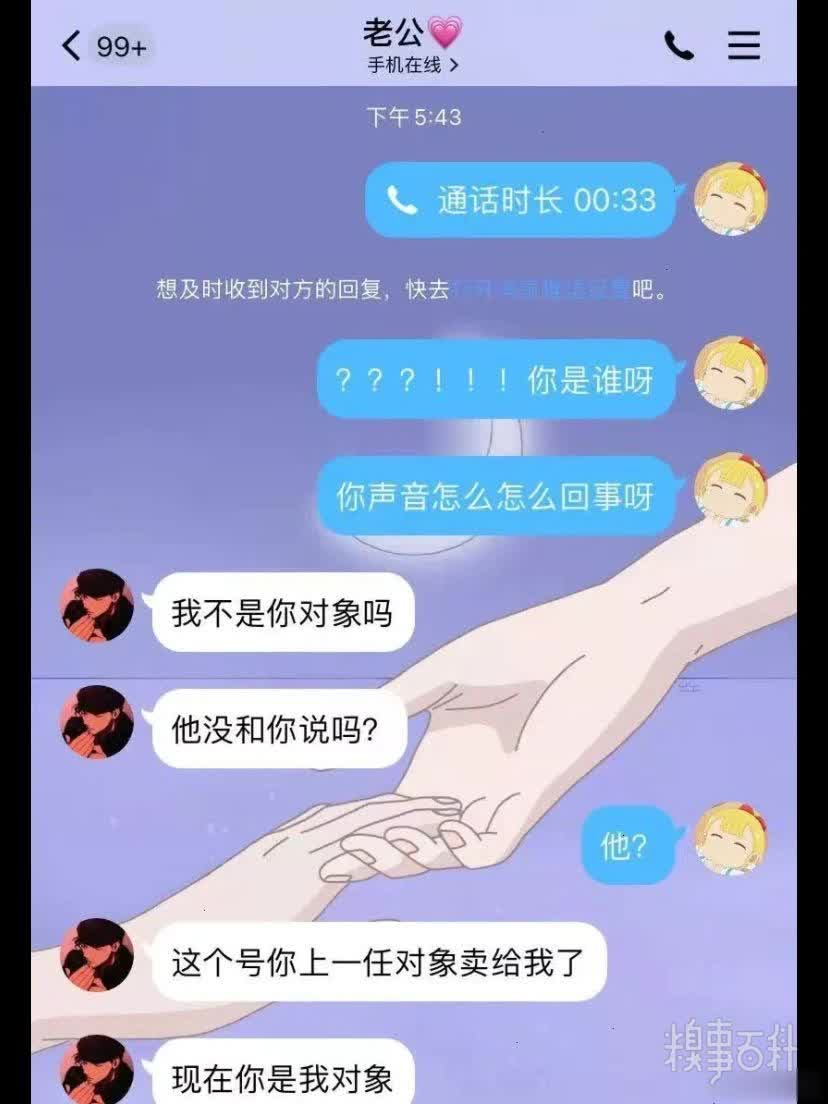 99+
老公💗
手机在线 >
下午5:43
通话时长 00:33
想及时收到对方的回复，快去 吧。
？？？！！！你是谁呀
你声音怎么怎么回事呀
我不是你对象吗
他没和你说吗？
他？
这个号你上一任对象卖给我了
现在你是我对象
糗事百科